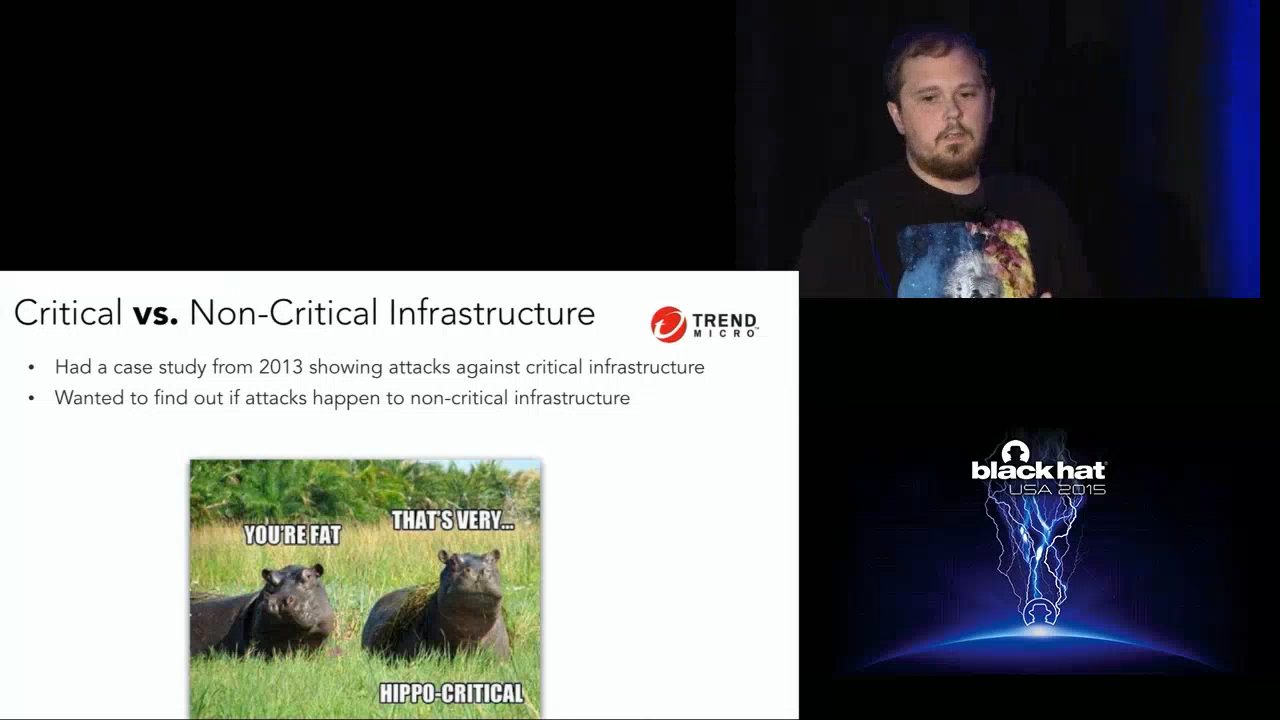 Critical vs. Non-Critical Infrastructure
TREND
MICRO™
• Had a case study from 2013 showing attacks against critical infrastructure
• Wanted to find out if attacks happen to non-critical infrastructure
YOU'RE FAT
THAT'S VERY...
HIPPO-CRITICAL
black hat®
USA 2015